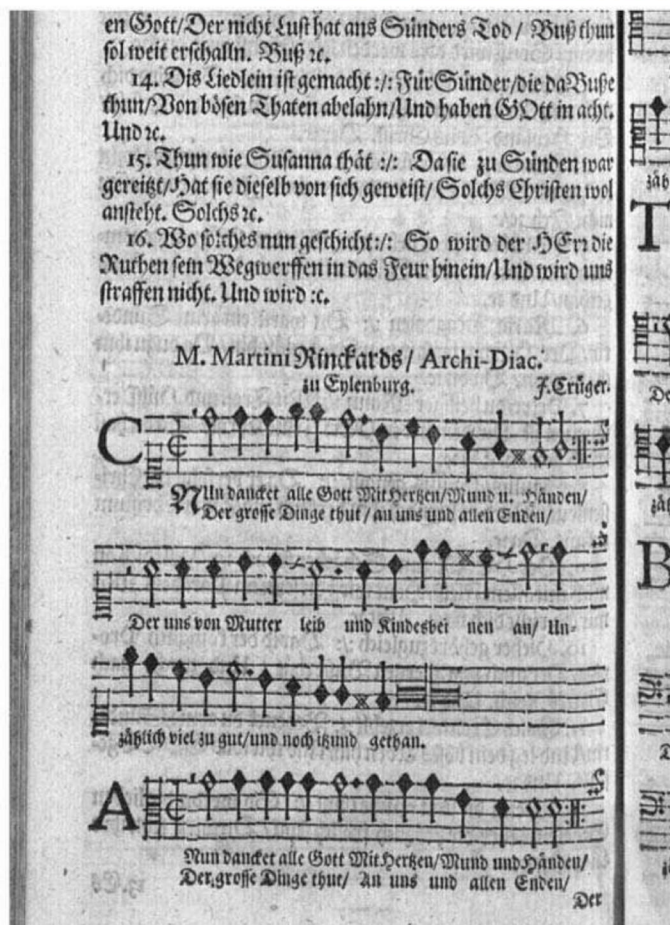 en Gott/Der nicht Lust hat ans Sünders Tod / Buß thun
sol weit erschalln. Buß ꝛc.
14. Dis Liedlein ist gemacht :/: Für Sünder/die da Buße
thun/Von bösen Thaten abelahn/Und haben GOtt in acht.
Und ꝛc.
15. Thun wie Susanna thät :/: Da sie zu Sünden war
gereitzt/Hat sie dieselb von sich geweist/ Solchs Christen wol
ansteht. Solchs ꝛc.
16. Wo solches nun geschicht :/: So wird der HErr die
Ruthen sein Wegwerffen in das Feur hinein/Und wird uns
straffen nicht. Und wird ꝛc.
M. Martini Rinckards / Archi-Diac.
zu Eylenburg. J. Crüger.
C
NUn dancket alle Gott Mit Hertzen/Mund u. Händen/
Der grosse Dinge thut/ an uns und allen Enden/
Der uns von Mutter leib und Kindesbei nen an/ Un-
zählich viel zu gut/und noch itzund gethan.
A
Nun dancket alle Gott Mit Hertzen/Mund und Händen/
Der grosse Dinge thut/ An uns und allen Enden/
Der
T
B